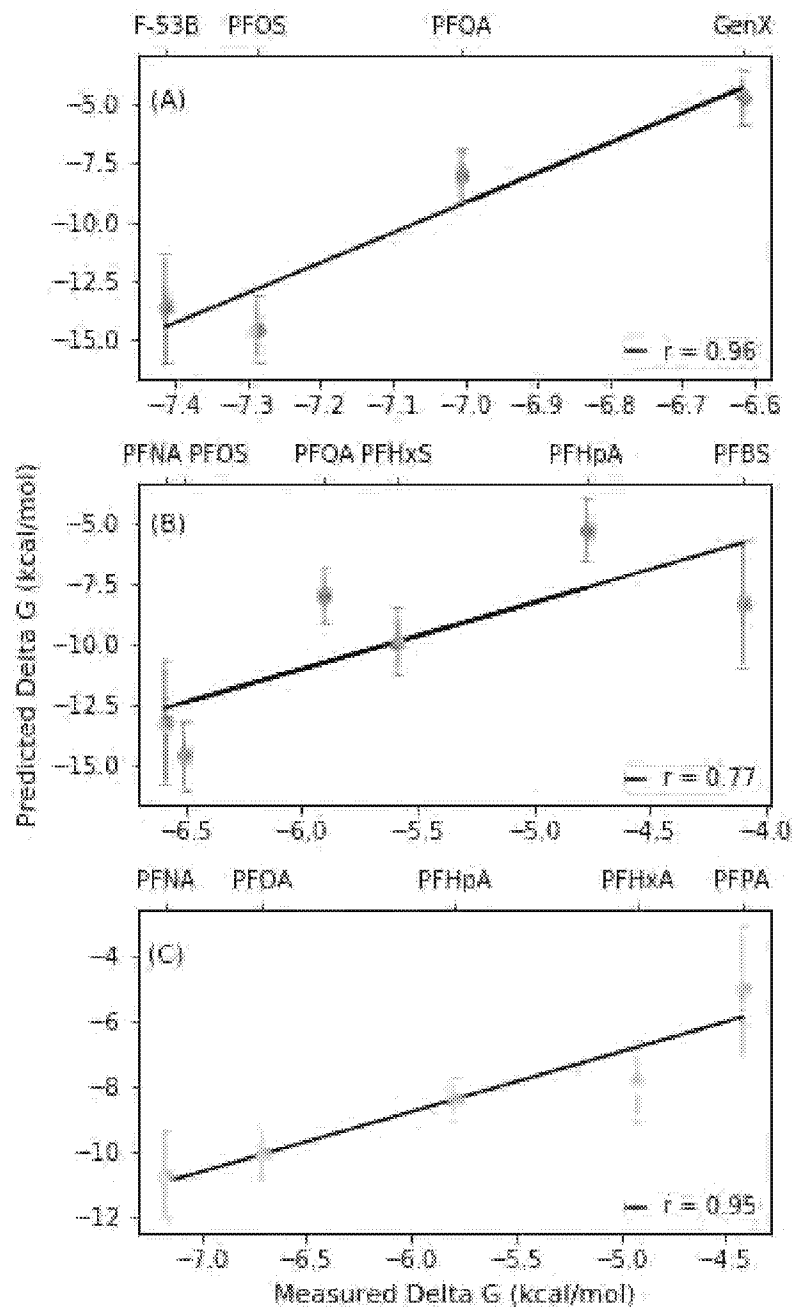 F-53B PFOS PFOA GenX
(A)
−5.0
−7.5
−10.0
−12.5
−15.0
r = 0.96
−7.4 −7.3 −7.2 −7.1 −7.0 −6.9 −6.8 −6.7 −6.6
PFNA PFOS PFOA PFHxS PFHpA PFBS
Predicted Delta G (kcal/mol)
(B)
−5.0
−7.5
−10.0
−12.5
−15.0
r = 0.77
−6.5 −6.0 −5.5 −5.0 −4.5 −4.0
PFNA PFOA PFHpA PFHxA PFPA
(C)
−4
−6
−8
−10
−12
r = 0.95
−7.0 −6.5 −6.0 −5.5 −5.0 −4.5
Measured Delta G (kcal/mol)